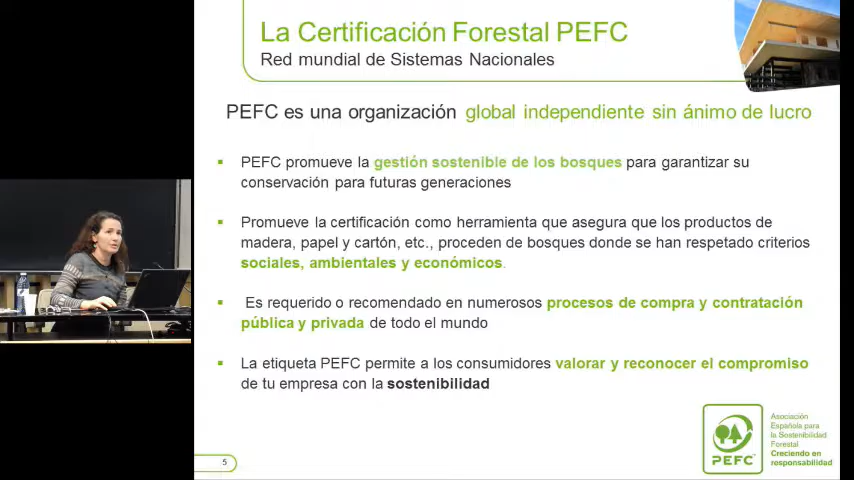 La Certificación Forestal PEFC
Red mundial de Sistemas Nacionales
PEFC es una organización global independiente sin ánimo de lucro
PEFC promueve la gestión sostenible de los bosques para garantizar su
conservación para futuras generaciones
Promueve la certificación como herramienta que asegura que los productos de
madera, papel y cartón, etc., proceden de bosques donde se han respetado criterios
sociales, ambientales y económicos.
Es requerido o recomendado en numerosos procesos de compra y contratación
pública y privada de todo el mundo
La etiqueta PEFC permite a los consumidores valorar y reconocer el compromiso
de tu empresa con la sostenibilidad
PEFC
Asociación
Española para
la Sostenibilidad
Forestal
Creciendo en
responsabilidad
5